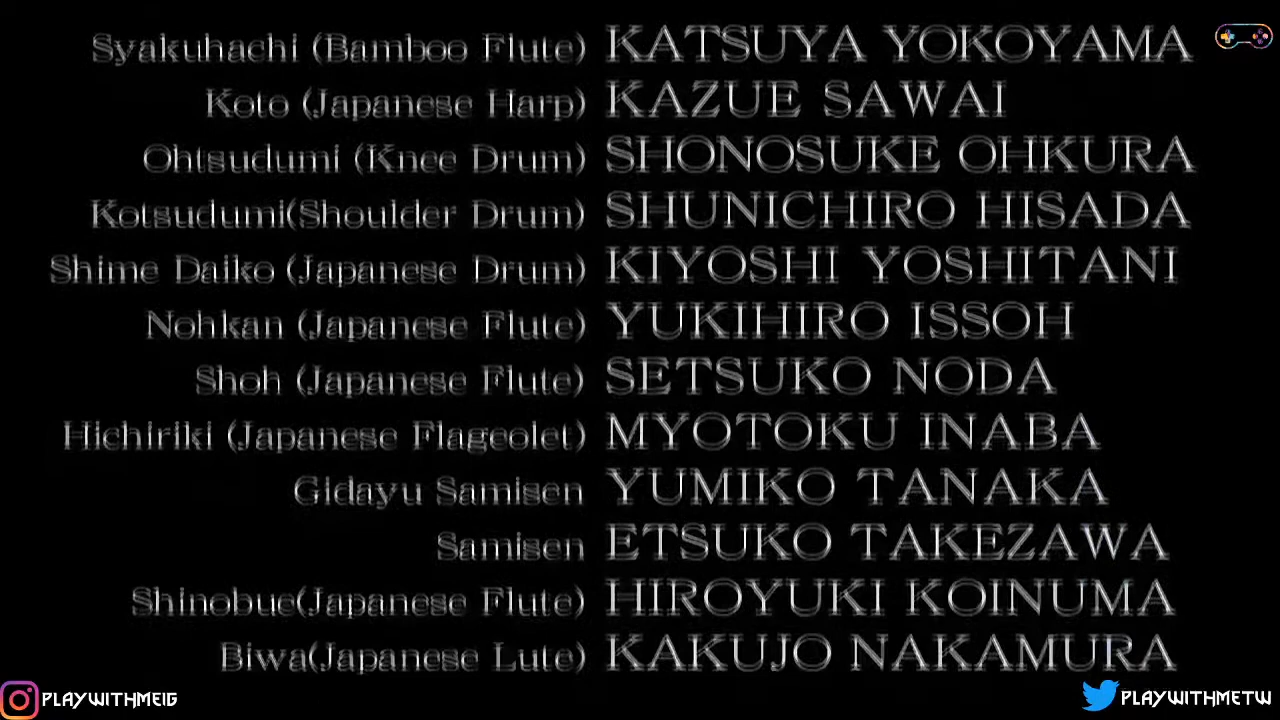 Syakuhachi (Bamboo Flute) KATSUYA YOKOYAMA
Koto (Japanese Harp) KAZUE SAWAI
Ohtsudumi (Knee Drum) SHONOSUKE OHKURA
Kotsudumi(Shoulder Drum) SHUNICHIRO HISADA
Shime Daiko (Japanese Drum) KIYOSHI YOSHITANI
Nohkan (Japanese Flute) YUKIHIRO ISSOH
Shoh (Japanese Flute) SETSUKO NODA
Hichiriki (Japanese Flageolet) MYOTOKU INABA
Gidayu Samisen YUMIKO TANAKA
Samisen ETSUKO TAKEZAWA
Shinobue(Japanese Flute) HIROYUKI KOINUMA
Biwa(Japanese Lute) KAKUJO NAKAMURA
PLAYWITHMEIG PLAYWITHMETW